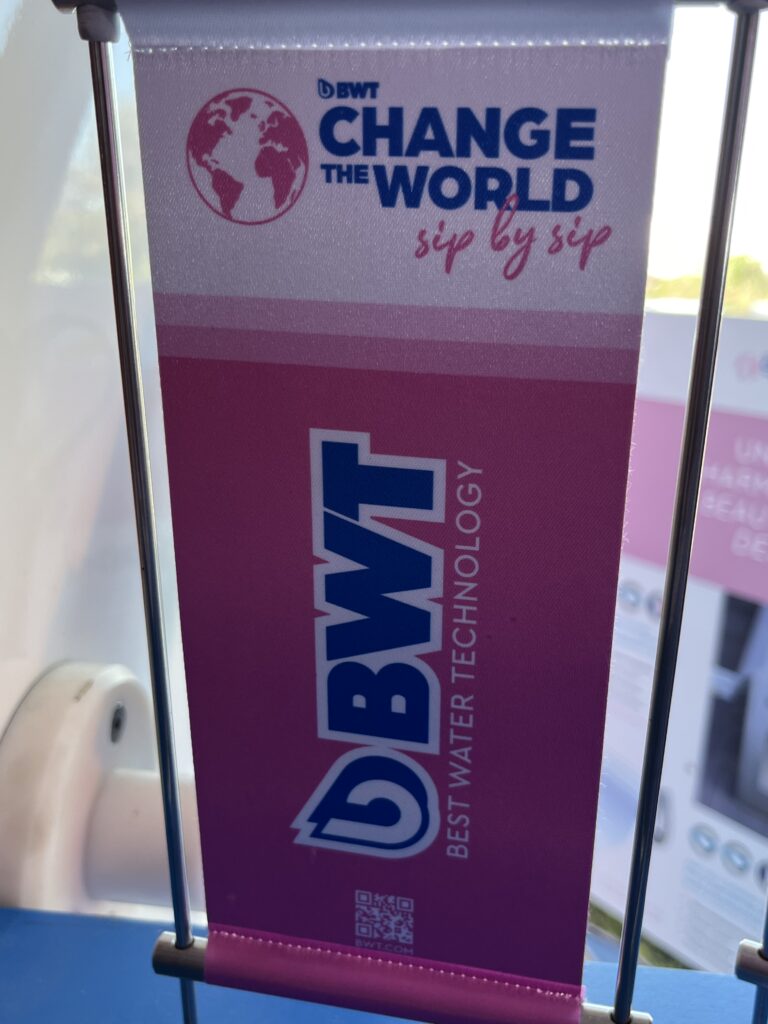 BWT
CHANGE
THE WORLD
sip by sip
BWT
BEST WATER TECHNOLOGY
BWT.COM